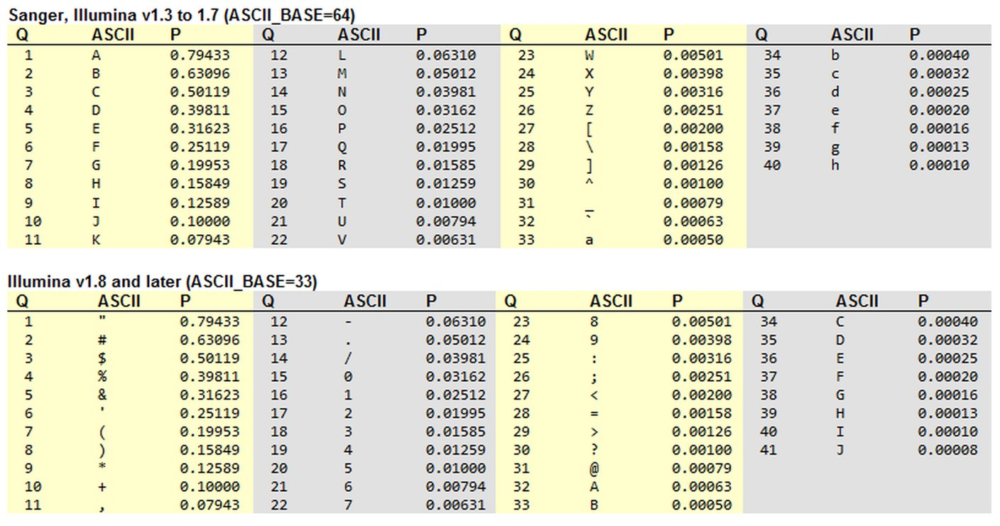 Sanger, Illumina v1.3 to 1.7 (ASCII_BASE=64)
Q ASCII P Q ASCII P Q ASCII P Q ASCII P
1 A 0.79433 12 L 0.06310 23 W 0.00501 34 b 0.00040
2 B 0.63096 13 M 0.05012 24 X 0.00398 35 c 0.00032
3 C 0.50119 14 N 0.03981 25 Y 0.00316 36 d 0.00025
4 D 0.39811 15 O 0.03162 26 Z 0.00251 37 e 0.00020
5 E 0.31623 16 P 0.02512 27 [ 0.00200 38 f 0.00016
6 F 0.25119 17 Q 0.01995 28 \ 0.00158 39 g 0.00013
7 G 0.19953 18 R 0.01585 29 ] 0.00126 40 h 0.00010
8 H 0.15849 19 S 0.01259 30 ^ 0.00100
9 I 0.12589 20 T 0.01000 31 _ 0.00079
10 J 0.10000 21 U 0.00794 32 ` 0.00063
11 K 0.07943 22 V 0.00631 33 a 0.00050
Illumina v1.8 and later (ASCII_BASE=33)
Q ASCII P Q ASCII P Q ASCII P Q ASCII P
1 " 0.79433 12 - 0.06310 23 8 0.00501 34 C 0.00040
2 # 0.63096 13 . 0.05012 24 9 0.00398 35 D 0.00032
3 $ 0.50119 14 / 0.03981 25 : 0.00316 36 E 0.00025
4 % 0.39811 15 0 0.03162 26 ; 0.00251 37 F 0.00020
5 & 0.31623 16 1 0.02512 27 < 0.00200 38 G 0.00016
6 ' 0.25119 17 2 0.01995 28 = 0.00158 39 H 0.00013
7 ( 0.19953 18 3 0.01585 29 > 0.00126 40 I 0.00010
8 ) 0.15849 19 4 0.01259 30 ? 0.00100 41 J 0.00008
9 * 0.12589 20 5 0.01000 31 @ 0.00079
10 + 0.10000 21 6 0.00794 32 A 0.00063
11 , 0.07943 22 7 0.00631 33 B 0.00050